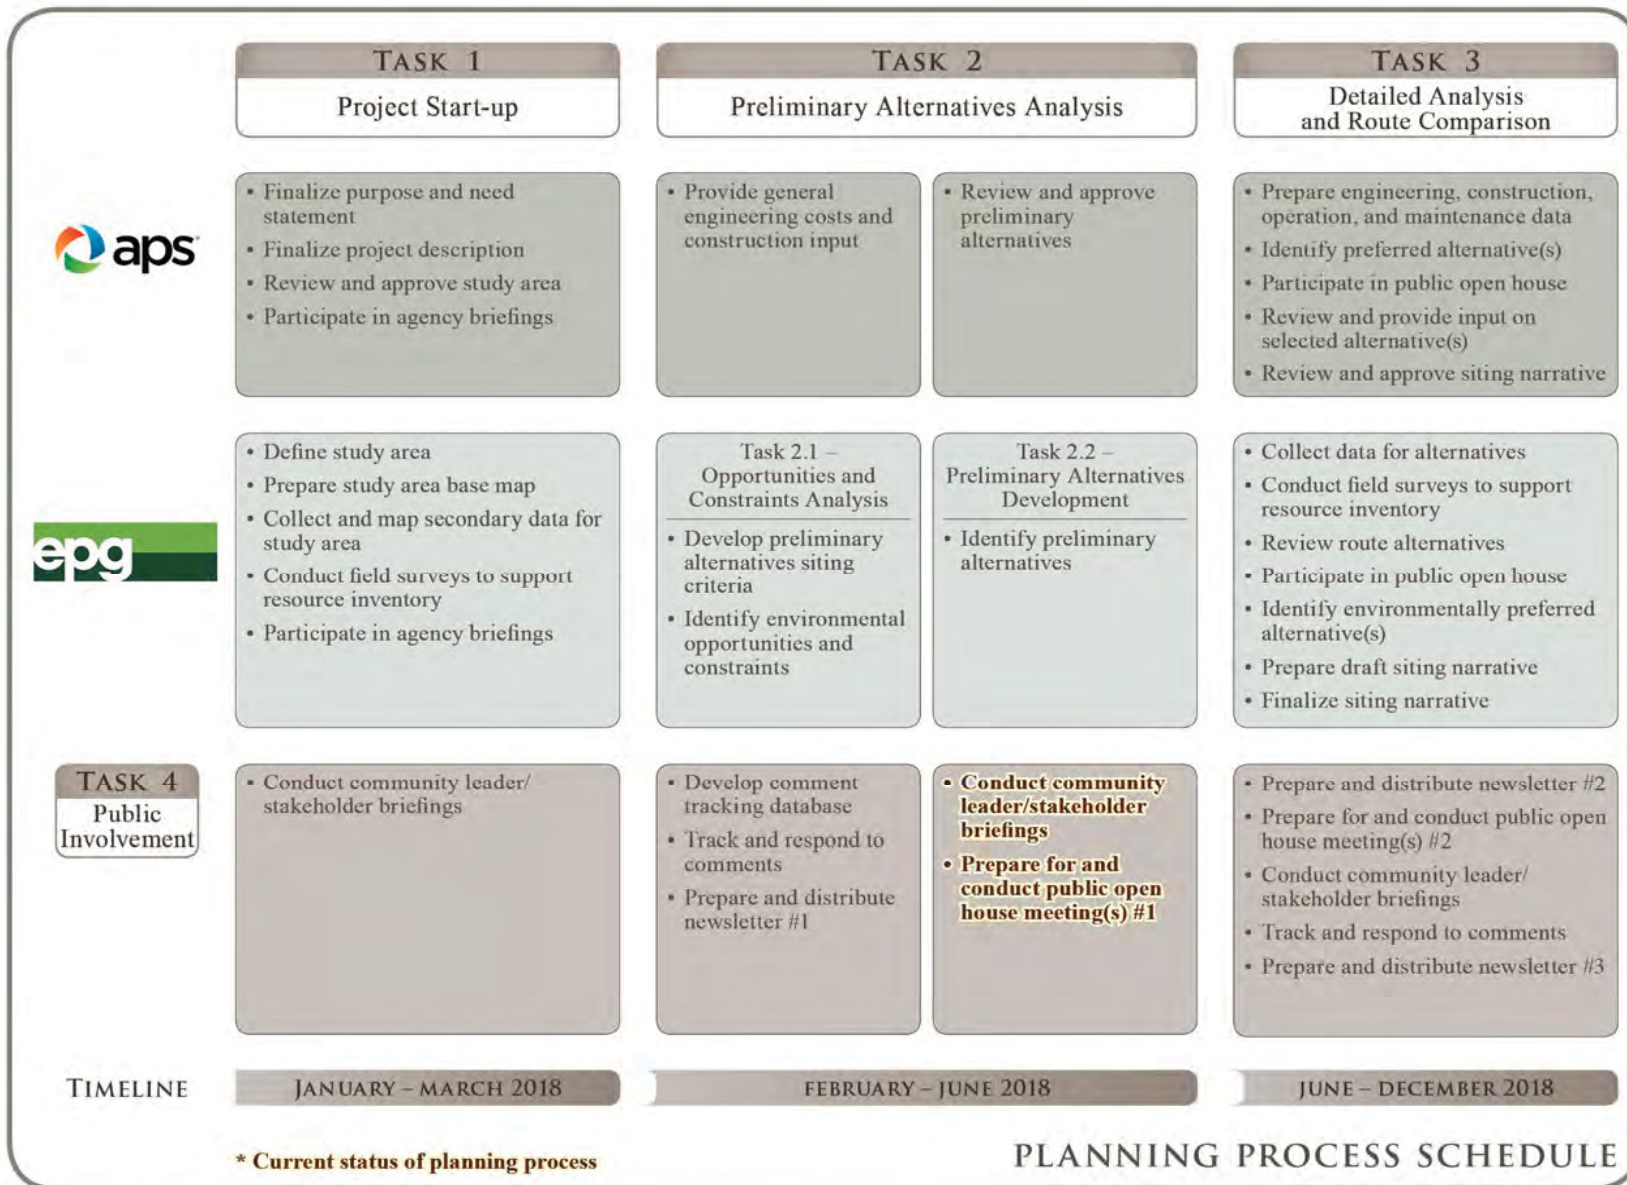 TASK 1
Project Start-up
TASK 2
Preliminary Alternatives Analysis
TASK 3
Detailed Analysis
and Route Comparison
aps
• Finalize purpose and need
statement
• Finalize project description
• Review and approve study area
• Participate in agency briefings
• Provide general
engineering costs and
construction input
• Review and approve
preliminary
alternatives
• Prepare engineering, construction,
operation, and maintenance data
• Identify preferred alternative(s)
• Participate in public open house
• Review and provide input on
selected alternative(s)
• Review and approve siting narrative
epg
• Define study area
• Prepare study area base map
• Collect and map secondary data for
study area
• Conduct field surveys to support
resource inventory
• Participate in agency briefings
Task 2.1 –
Opportunities and
Constraints Analysis
• Develop preliminary
alternatives siting
criteria
• Identify environmental
opportunities and
constraints
Task 2.2 –
Preliminary Alternatives
Development
• Identify preliminary
alternatives
• Collect data for alternatives
• Conduct field surveys to support
resource inventory
• Review route alternatives
• Participate in public open house
• Identify environmentally preferred
alternative(s)
• Prepare draft siting narrative
• Finalize siting narrative
TASK 4
Public
Involvement
• Conduct community leader/
stakeholder briefings
• Develop comment
tracking database
• Track and respond to
comments
• Prepare and distribute
newsletter #1
• Conduct community
leader/stakeholder
briefings
• Prepare for and
conduct public open
house meeting(s) #1
• Prepare and distribute newsletter #2
• Prepare for and conduct public open
house meeting(s) #2
• Conduct community leader/
stakeholder briefings
• Track and respond to comments
• Prepare and distribute newsletter #3
TIMELINE
JANUARY – MARCH 2018
FEBRUARY – JUNE 2018
JUNE – DECEMBER 2018
* Current status of planning process
PLANNING PROCESS SCHEDULE